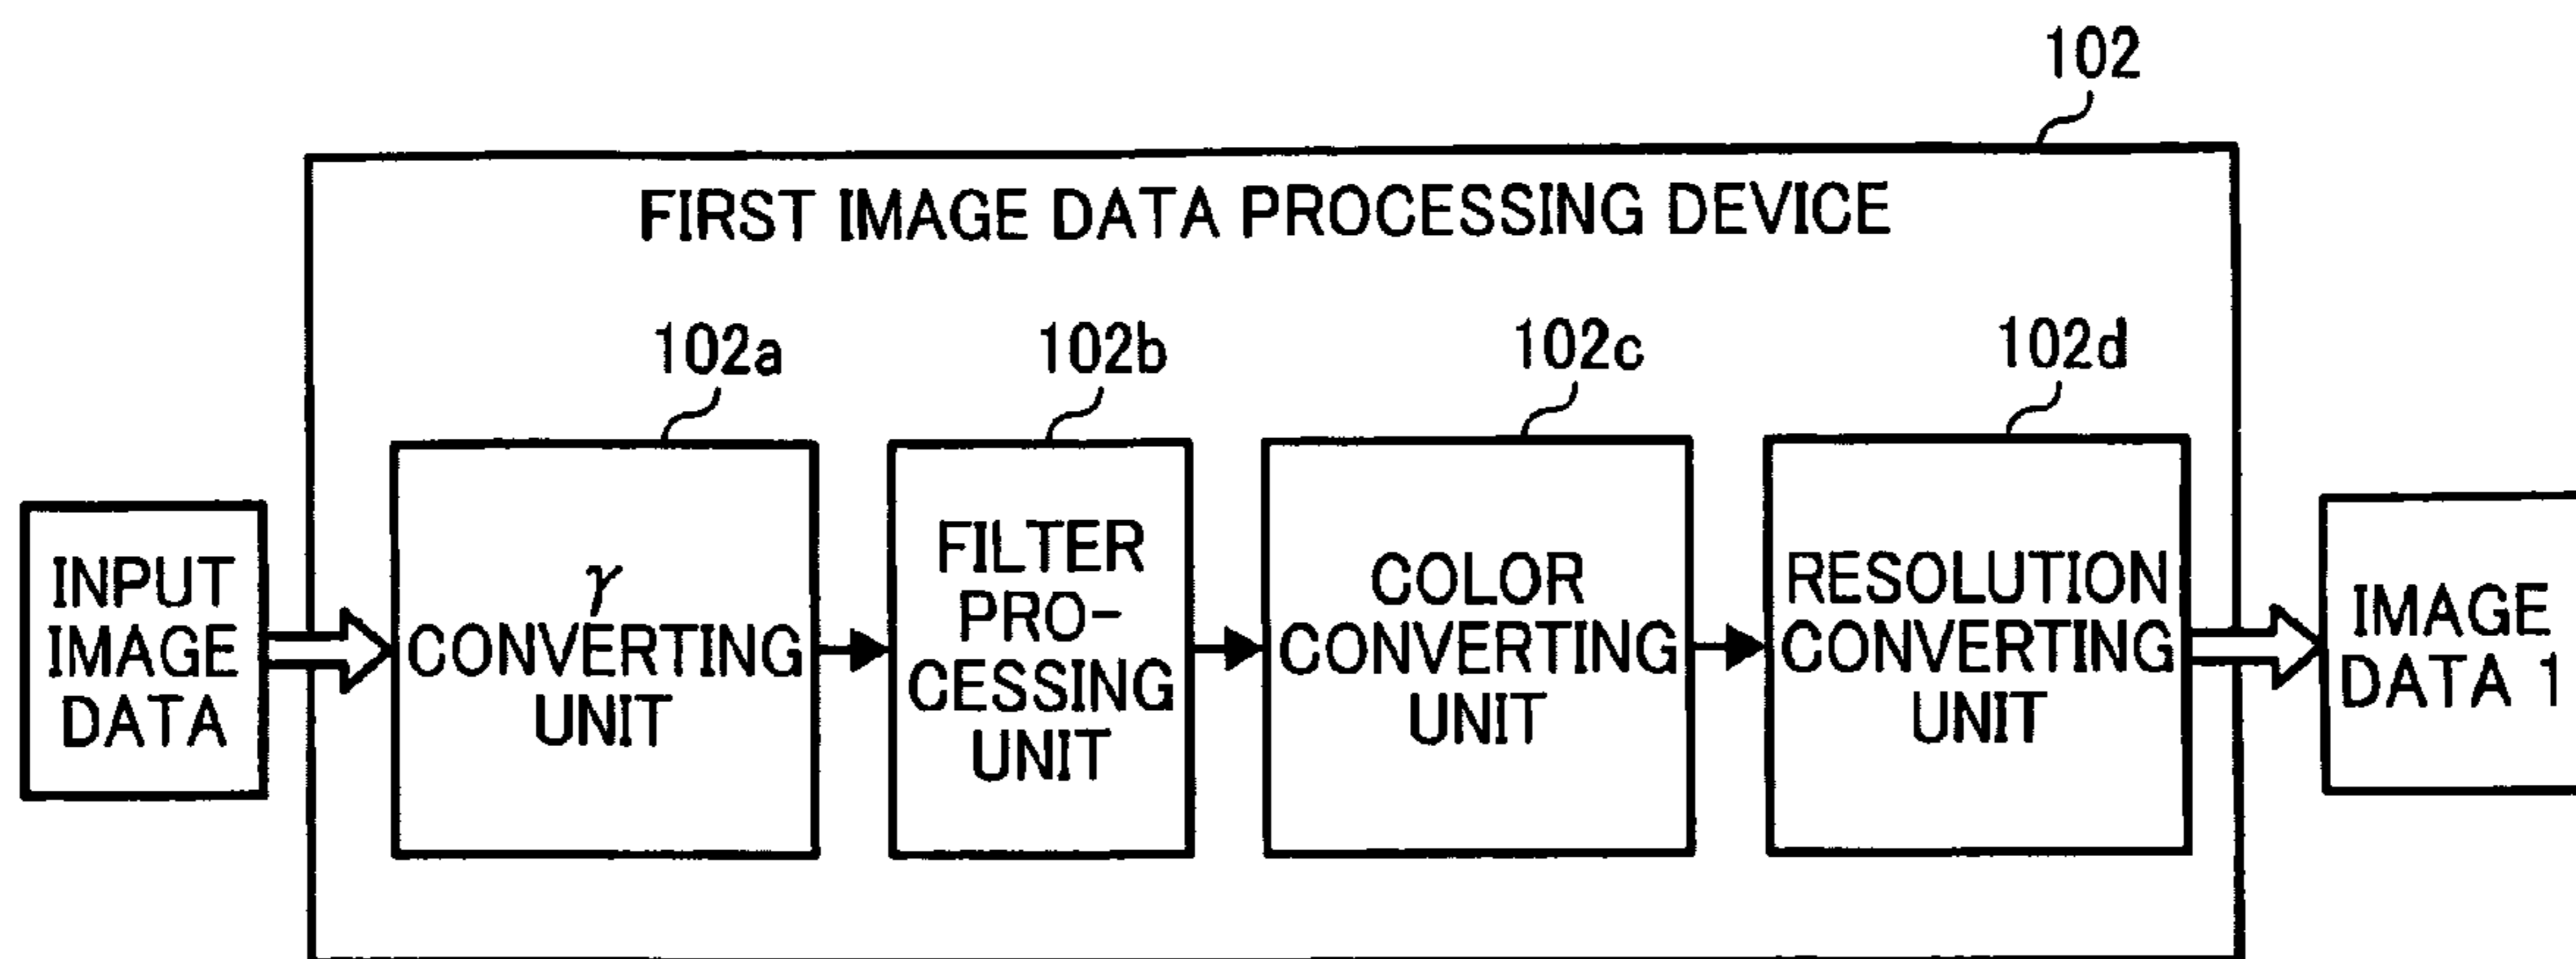 102
FIRST IMAGE DATA PROCESSING DEVICE
102a
102b
102c
102d
INPUT
IMAGE
DATA
γ
CONVERTING
UNIT
FILTER
PRO-
CESSING
UNIT
COLOR
CONVERTING
UNIT
RESOLUTION
CONVERTING
UNIT
IMAGE
DATA 1